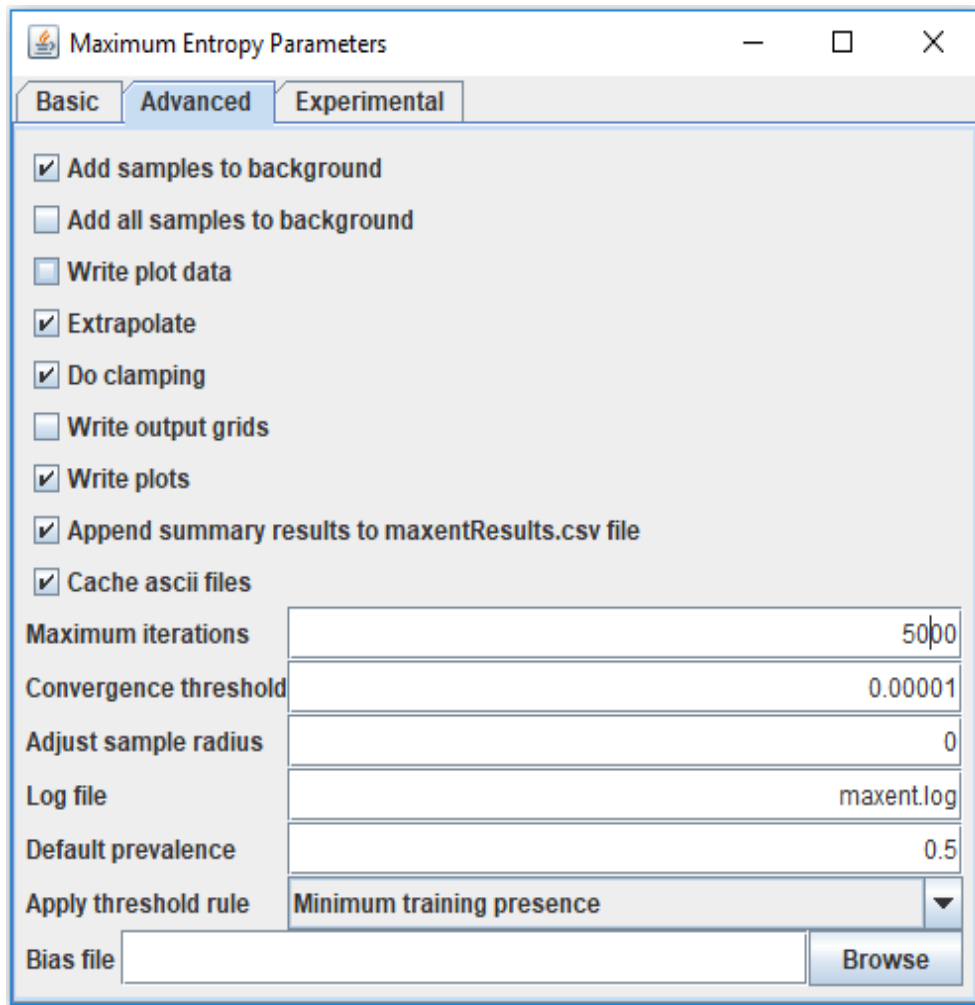 Maximum Entropy Parameters
Basic Advanced Experimental
Add samples to background
Add all samples to background
Write plot data
Extrapolate
Do clamping
Write output grids
Write plots
Append summary results to maxentResults.csv file
Cache ascii files
Maximum iterations 5000
Convergence threshold 0.00001
Adjust sample radius 0
Log file maxent.log
Default prevalence 0.5
Apply threshold rule Minimum training presence
Bias file Browse